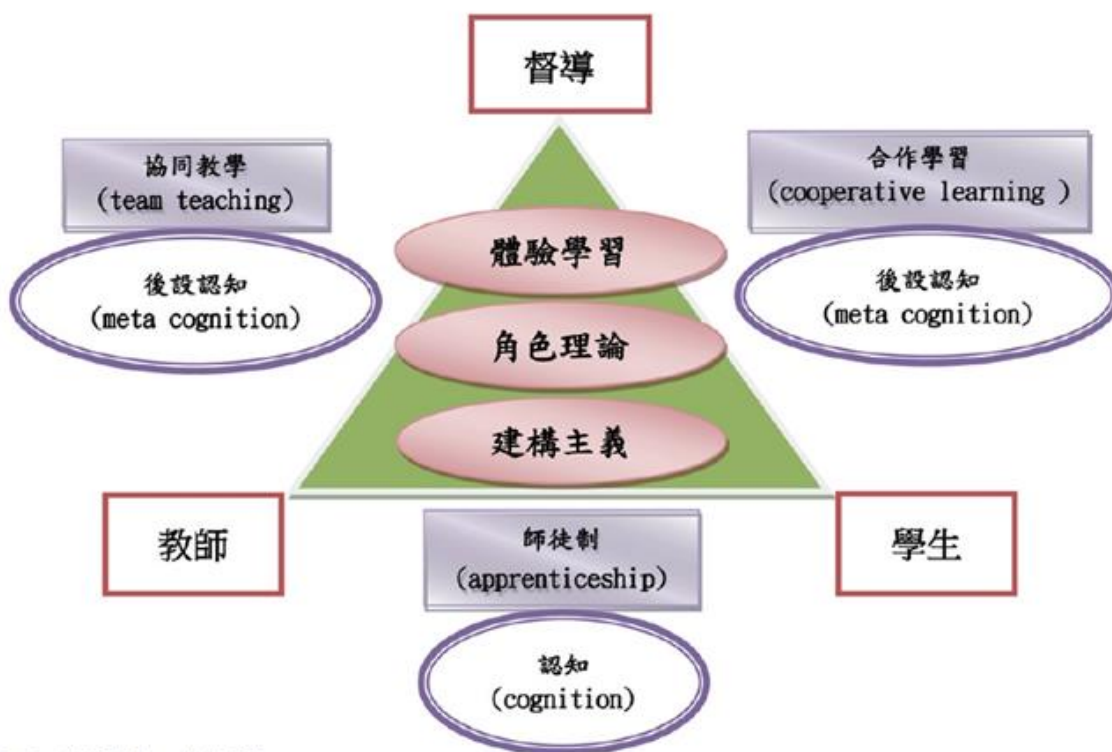 督導
協同教學
(team teaching)
合作學習
(cooperative learning )
後設認知
(meta cognition)
後設認知
(meta cognition)
體驗學習
角色理論
建構主義
教師
學生
師徒制
(apprenticeship)
認知
(cognition)